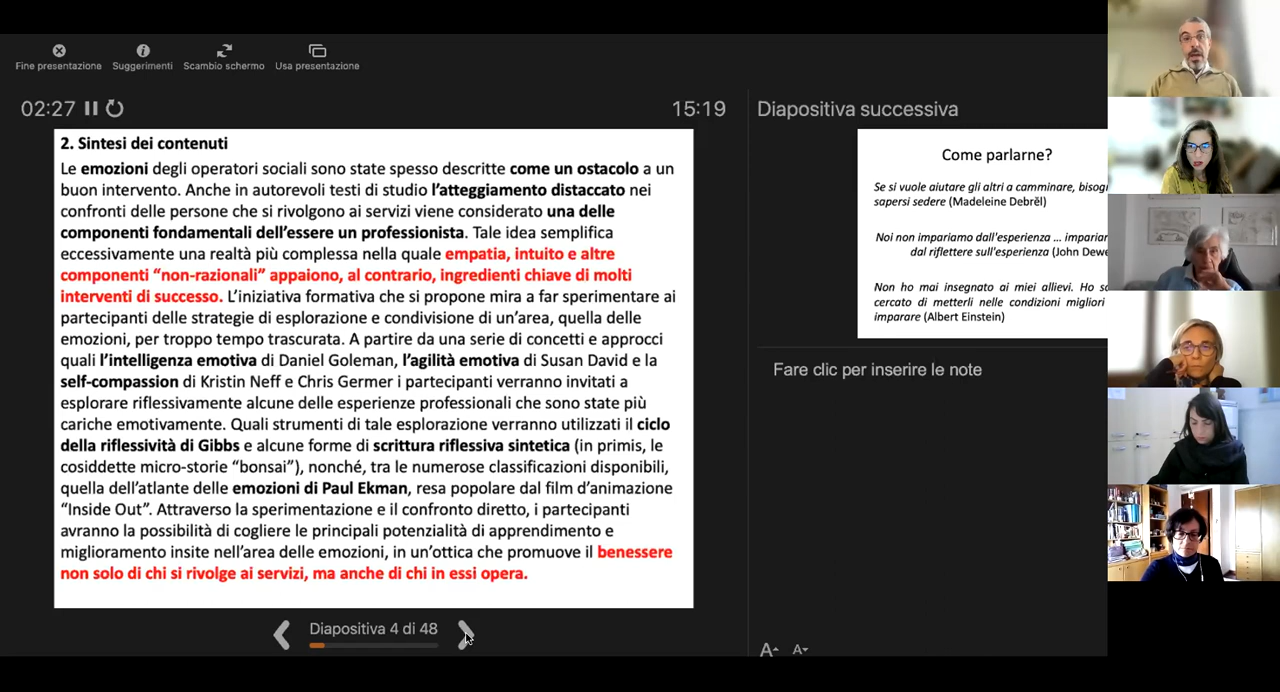 Fine presentazione
Suggerimenti
Scambio schermo
Usa presentazione
02:27
15:19
2. Sintesi dei contenuti
Le emozioni degli operatori sociali sono state spesso descritte come un ostacolo a un
buon intervento. Anche in autorevoli testi di studio l’atteggiamento distaccato nei
confronti delle persone che si rivolgono ai servizi viene considerato una delle
componenti fondamentali dell’essere un professionista. Tale idea semplifica
eccessivamente una realtà più complessa nella quale empatia, intuito e altre
componenti “non-razionali” appaiono, al contrario, ingredienti chiave di molti
interventi di successo. L’iniziativa formativa che si propone mira a far sperimentare ai
partecipanti delle strategie di esplorazione e condivisione di un’area, quella delle
emozioni, per troppo tempo trascurata. A partire da una serie di concetti e approcci
quali l’intelligenza emotiva di Daniel Goleman, l’agilità emotiva di Susan David e la
self-compassion di Kristin Neff e Chris Germer i partecipanti verranno invitati a
esplorare riflessivamente alcune delle esperienze professionali che sono state più
cariche emotivamente. Quali strumenti di tale esplorazione verranno utilizzati il ciclo
della riflessività di Gibbs e alcune forme di scrittura riflessiva sintetica (in primis, le
cosiddette micro-storie “bonsai”), nonché, tra le numerose classificazioni disponibili,
quella dell’atlante delle emozioni di Paul Ekman, resa popolare dal film d’animazione
“Inside Out”. Attraverso la sperimentazione e il confronto diretto, i partecipanti
avranno la possibilità di cogliere le principali potenzialità di apprendimento e
miglioramento insite nell’area delle emozioni, in un’ottica che promuove il benessere
non solo di chi si rivolge ai servizi, ma anche di chi in essi opera.
Diapositiva 4 di 48
Diapositiva successiva
Come parlarne?
Se si vuole aiutare gli altri a camminare, bisog
sapersi sedere (Madeleine Debrĕl)
Noi non impariamo dall'esperienza ... impariam
dal riflettere sull'esperienza (John Dewe
Non ho mai insegnato ai miei allievi. Ho so
cercato di metterli nelle condizioni migliori
imparare (Albert Einstein)
Fare clic per inserire le note
A A